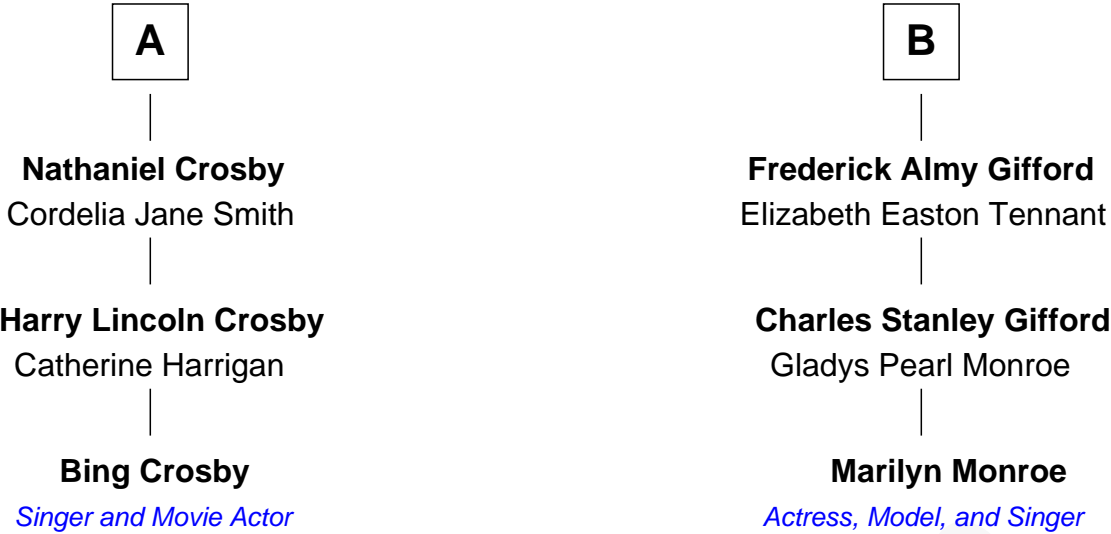 A
Nathaniel Crosby
Cordelia Jane Smith
Harry Lincoln Crosby
Catherine Harrigan
Bing Crosby
Singer and Movie Actor
B
Frederick Almy Gifford
Elizabeth Easton Tennant
Charles Stanley Gifford
Gladys Pearl Monroe
Marilyn Monroe
Actress, Model, and Singer